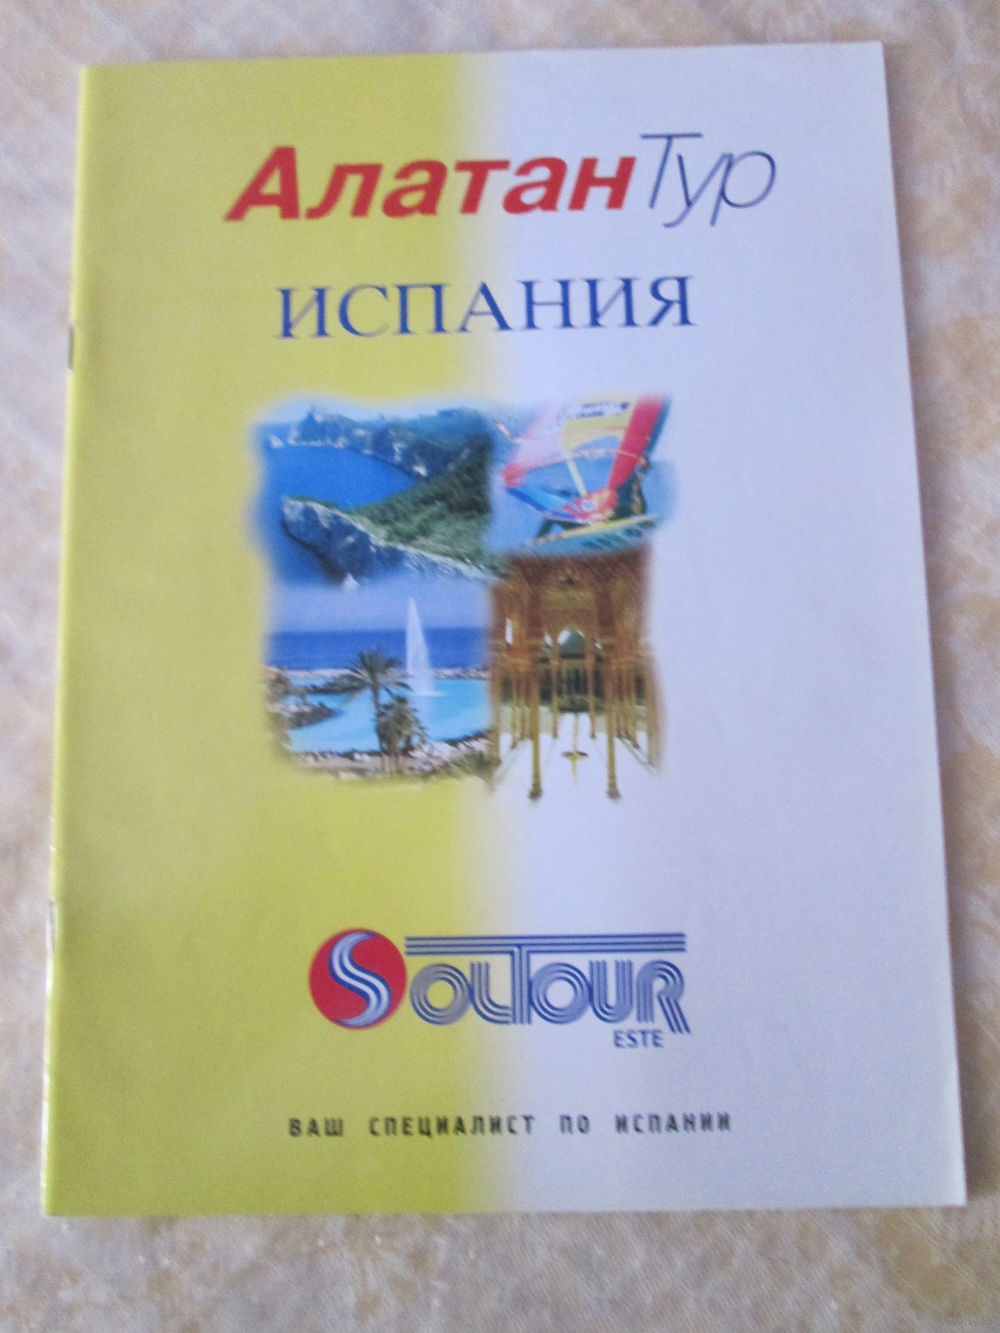 АлатанТур
ИСПАНИЯ
SOLTOUR
ESTE
ВАШ СПЕЦИАЛИСТ ПО ИСПАНИИ